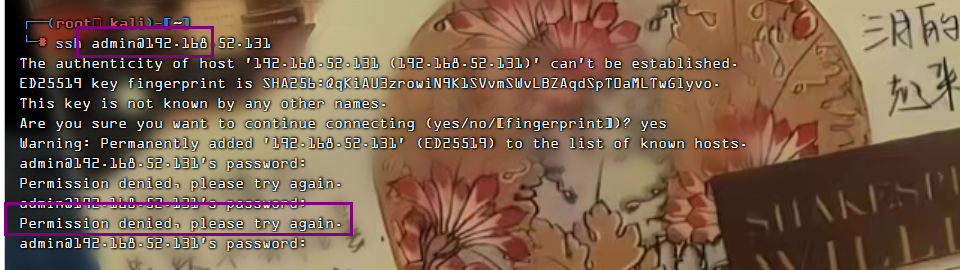 (root㉿kali)-[~]
# ssh admin@192.168.52.131
The authenticity of host '192.168.52.131 (192.168.52.131)' can't be established.
ED25519 key fingerprint is SHA256:QqKiAU3zrowiN9K1SVvmSWvLBZAqdSpTOaMLTwGlyvo.
This key is not known by any other names.
Are you sure you want to continue connecting (yes/no/[fingerprint])? yes
Warning: Permanently added '192.168.52.131' (ED25519) to the list of known hosts.
admin@192.168.52.131's password:
Permission denied, please try again.
admin@192.168.52.131's password:
Permission denied, please try again.
admin@192.168.52.131's password:
三月的
SHAKESP
WILL